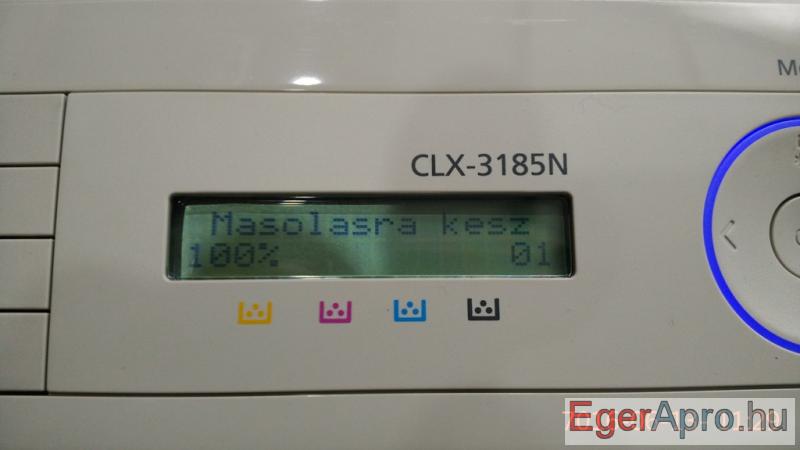 CLX-3185N
Masolasra kesz
100% 01
EgerApro.hu